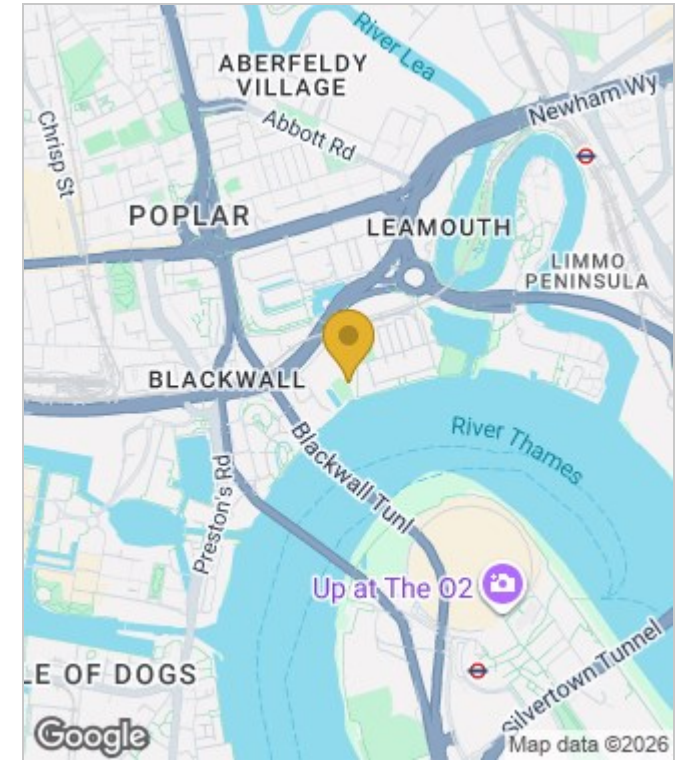 River Lea
ABERFELDY
VILLAGE
Newham Wy
Abbott Rd
Chrisp St
POPLAR
LEAMOUTH
LIMMO
PENINSULA
BLACKWALL
River Thames
Blackwall Tunl
Preston's Rd
Up at The O2
LE OF DOGS
Silvertown Tunnel
Google
Map data ©2026